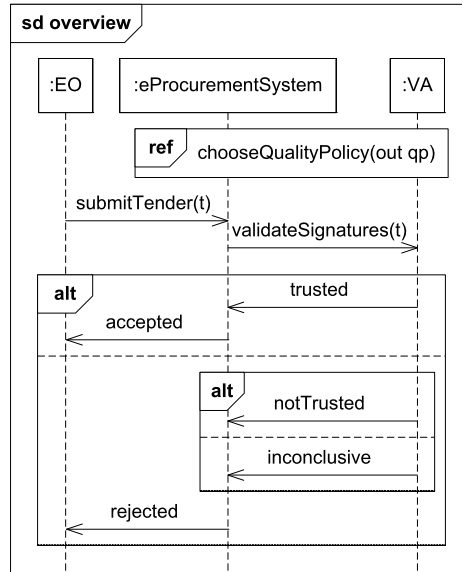 sd overview
:EO
:eProcurementSystem
:VA
ref
chooseQualityPolicy(out qp)
submitTender(t)
validateSignatures(t)
alt
trusted
accepted
alt
notTrusted
inconclusive
rejected